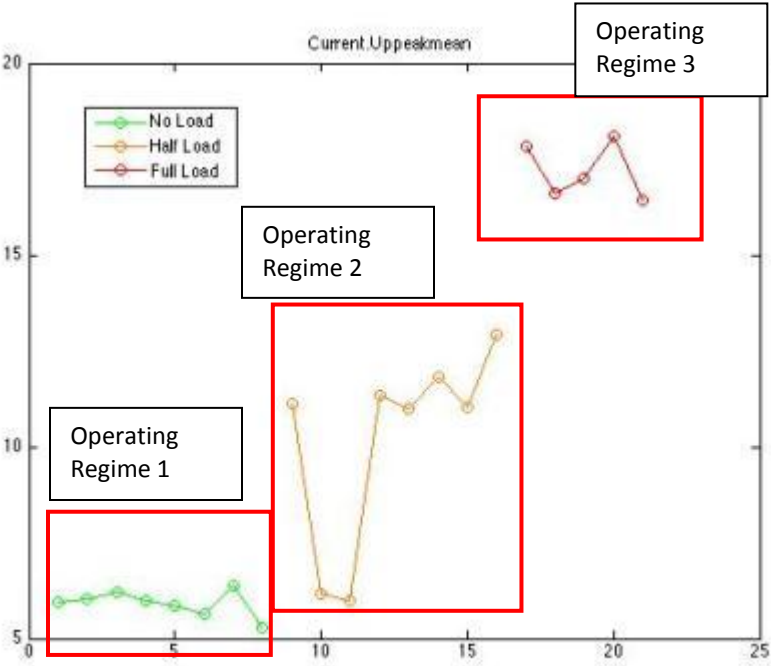 Current.Uppeakmean
Operating
Regime 3
20
No Load
Half Load
Full Load
Operating
Regime 2
15
Operating
Regime 1
10
5
0
5
10
15
20
25